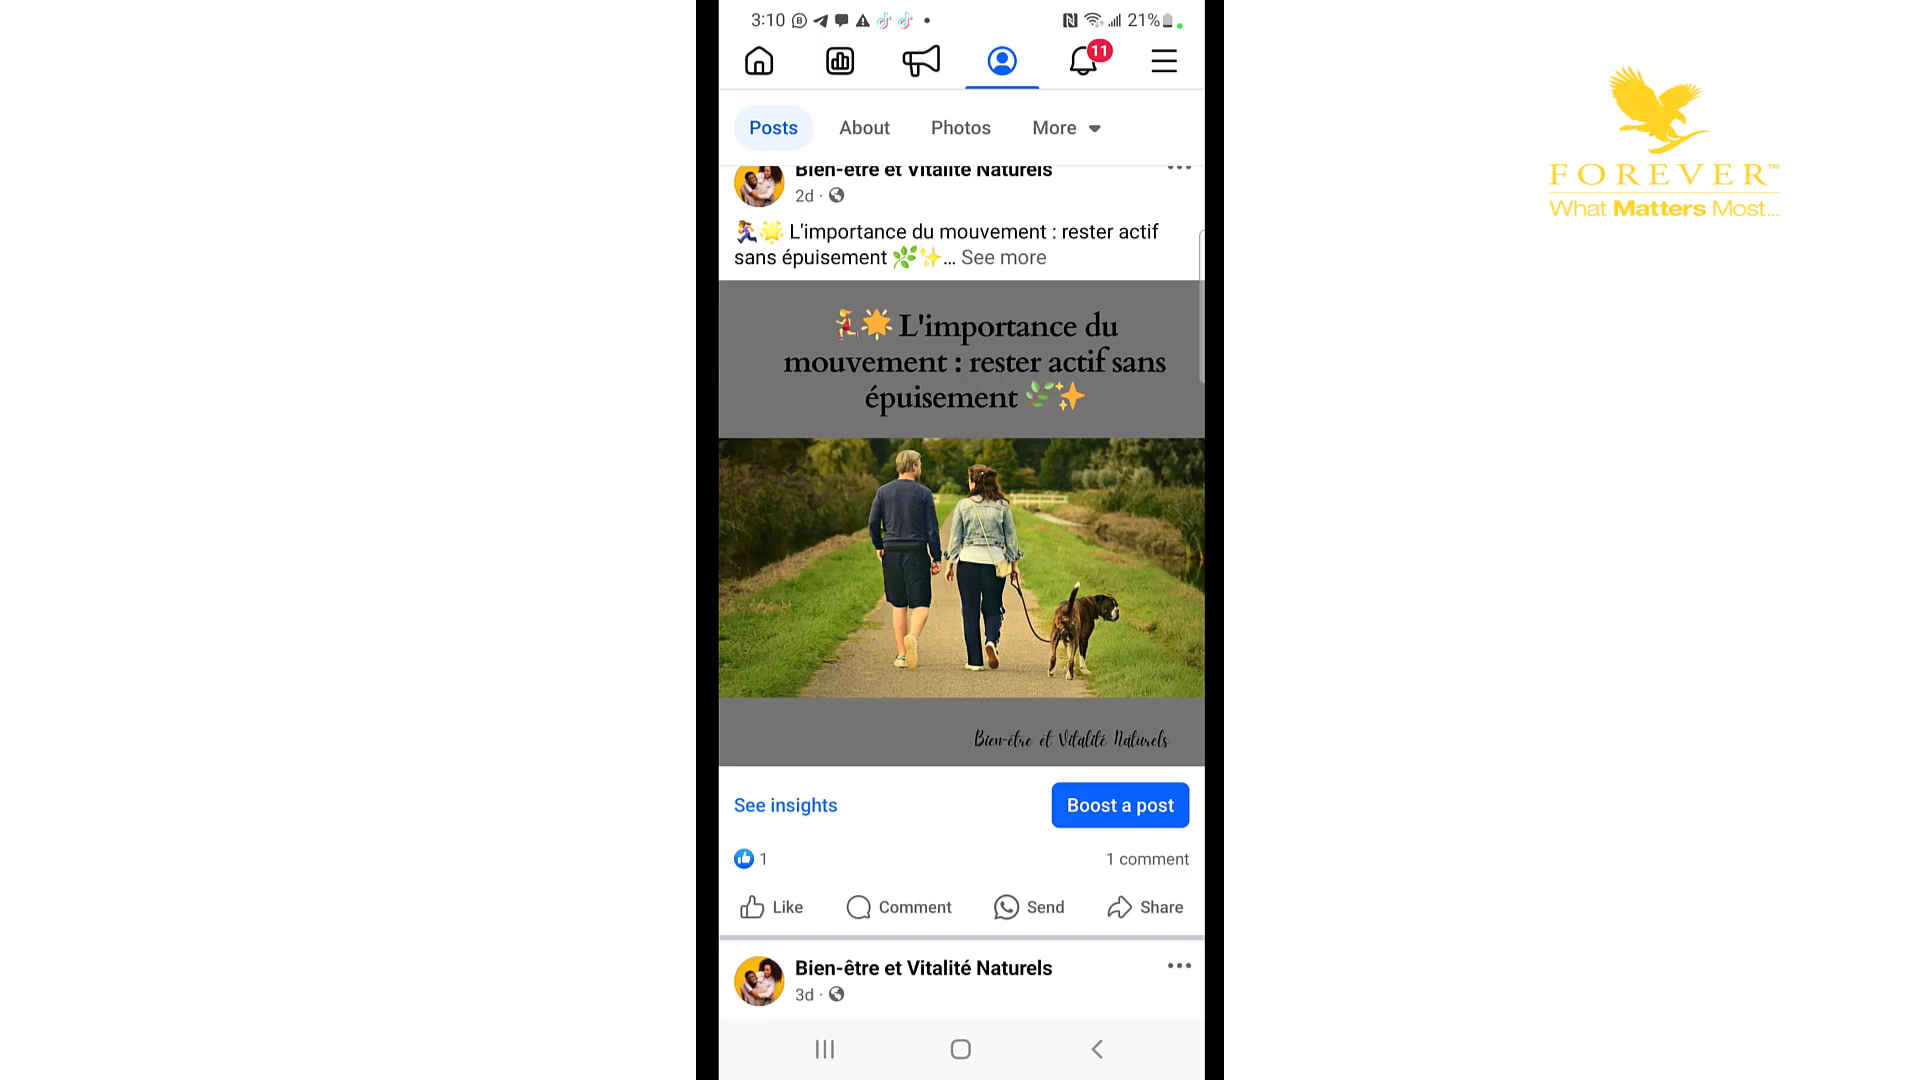 3:10
21%
11
Posts
About
Photos
More
Bien-être et Vitalité Naturels
2d ·
🏃‍♀️🌟 L'importance du mouvement : rester actif
sans épuisement 🌿✨... See more
🏃‍♀️🌟 L'importance du
mouvement : rester actif sans
épuisement 🌿✨
Bien-être et Vitalité Naturels
See insights
Boost a post
1
1 comment
Like
Comment
Send
Share
Bien-être et Vitalité Naturels
3d ·
FOREVER™
What Matters Most...